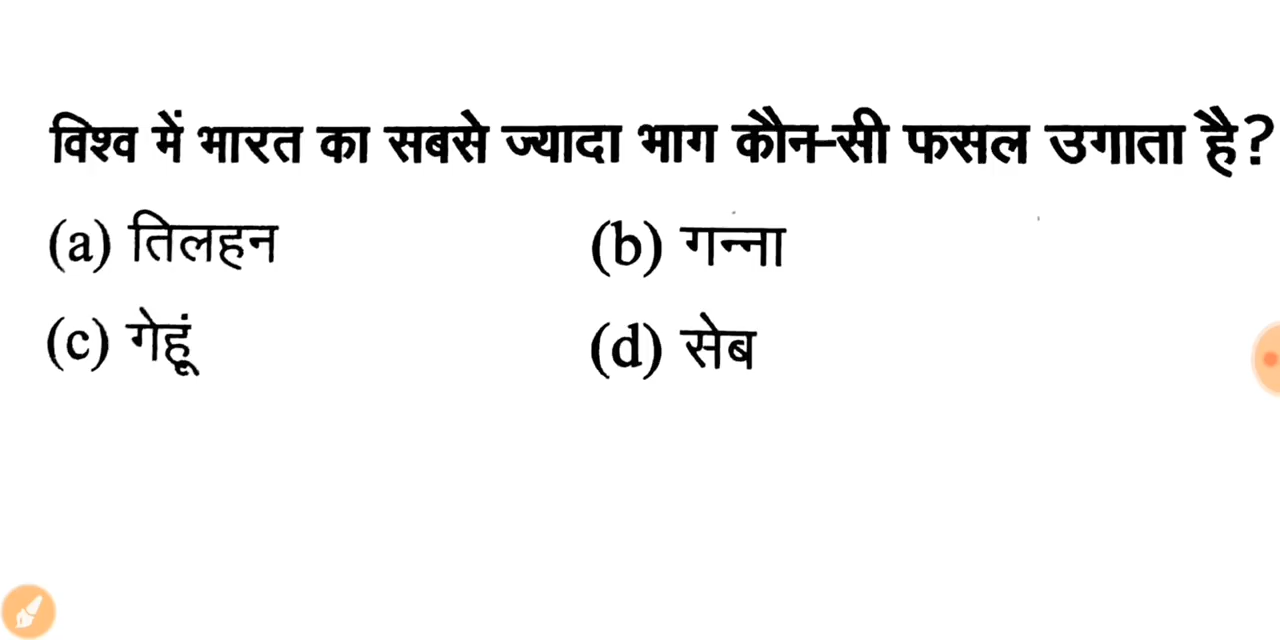 विश्व में भारत का सबसे ज्यादा भाग कौन-सी फसल उगाता है?
(a) तिलहन (b) गन्ना
(c) गेहूं (d) सेब